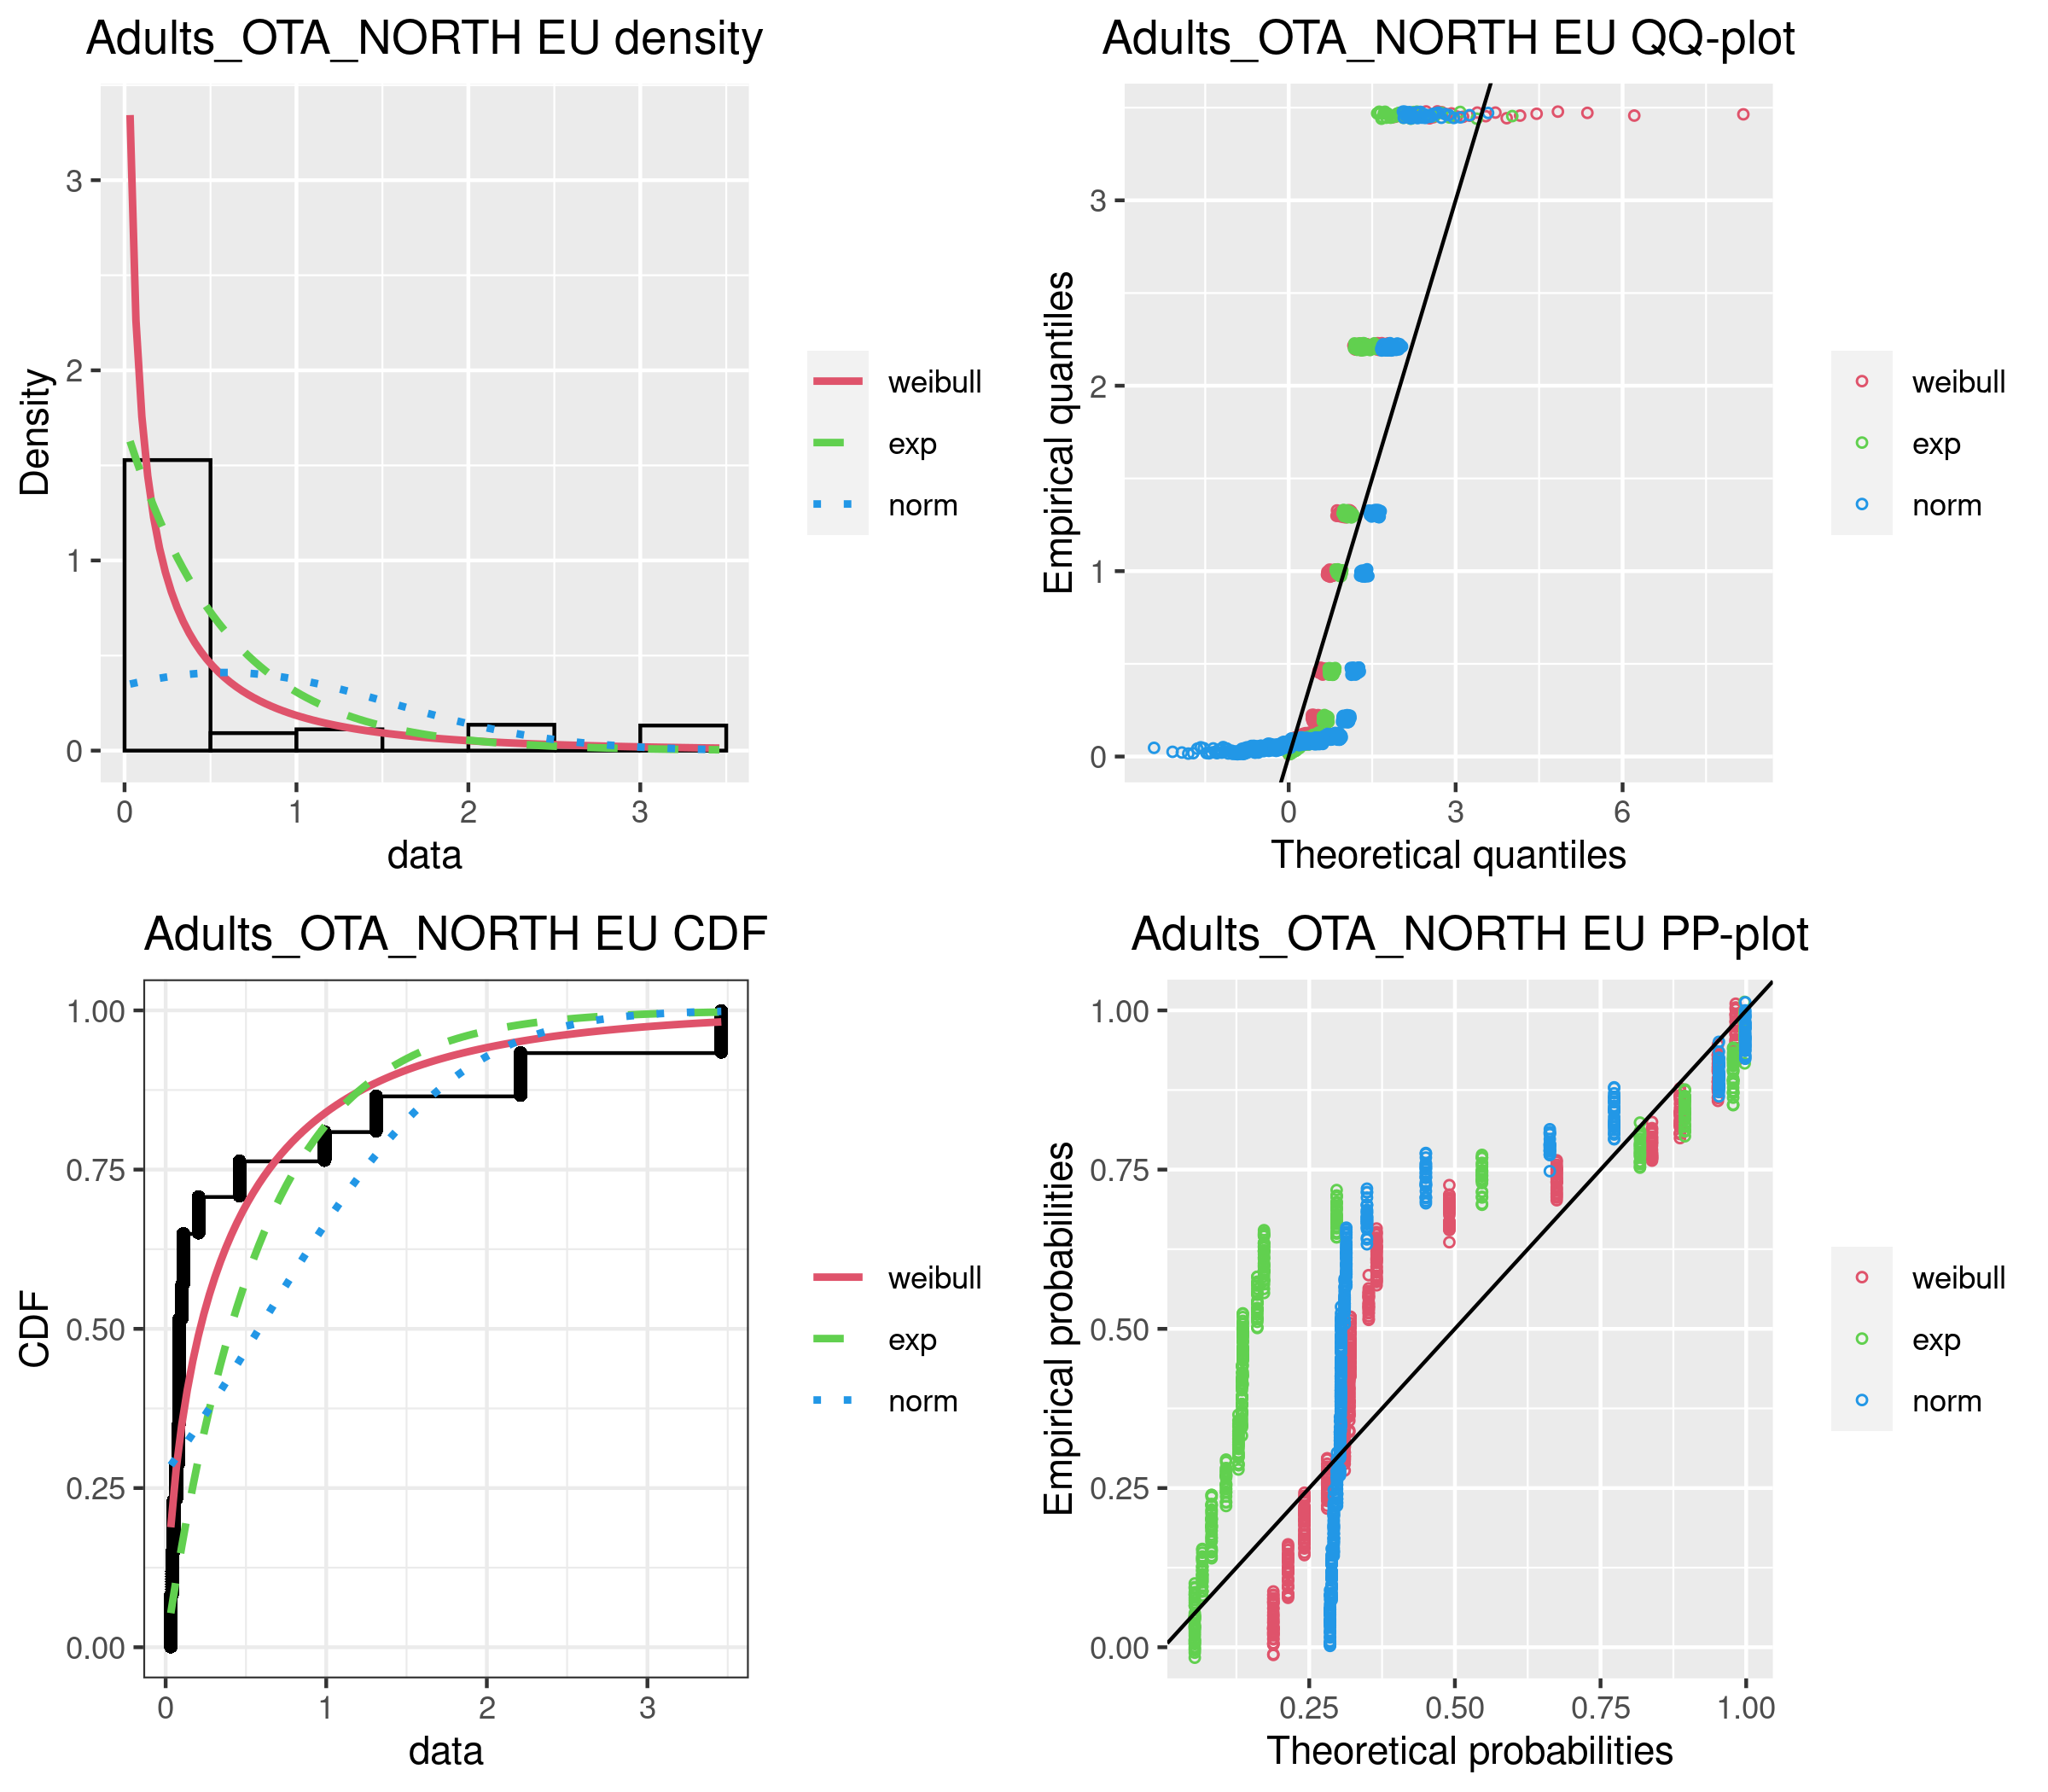 Adults_OTA_NORTH EU density
Density
3
2
1
0
0 1 2 3
data
weibull
exp
norm
Adults_OTA_NORTH EU QQ-plot
Empirical quantiles
3
2
1
0
0 3 6
Theoretical quantiles
weibull
exp
norm
Adults_OTA_NORTH EU CDF
CDF
1.00
0.75
0.50
0.25
0.00
0 1 2 3
data
weibull
exp
norm
Adults_OTA_NORTH EU PP-plot
Empirical probabilities
1.00
0.75
0.50
0.25
0.00
0.25 0.50 0.75 1.00
Theoretical probabilities
weibull
exp
norm